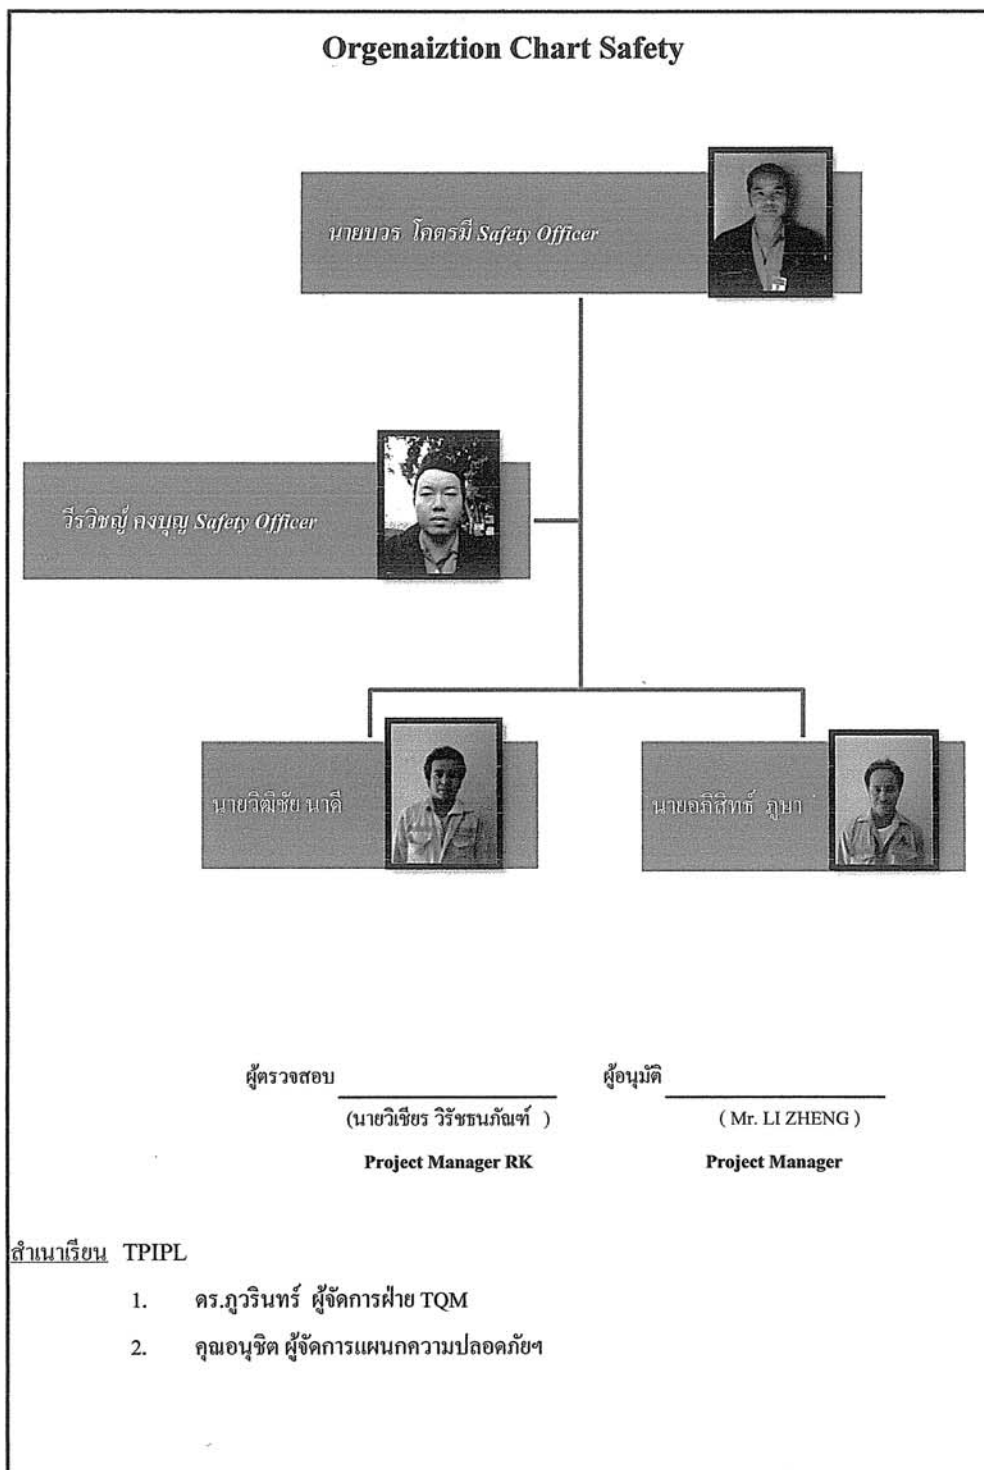 Orgenaiztion Chart Safety
นายบวร โคตรมี Safety Officer
วีรวิชญ์ คงบุญ Safety Officer
นายวิฒิชัย นาดี
นายอภิสิทธ์ ภูษา
ผู้ตรวจสอบ ผู้อนุมัติ
(นายวิเชียร วิรัชธนภัณฑ์ ) ( Mr. LI ZHENG )
Project Manager RK Project Manager
สำเนาเรียน TPIPL
1. ดร.ภูวรินทร์ ผู้จัดการฝ่าย TQM
2. คุณอนุชิต ผู้จัดการแผนกความปลอดภัยฯ